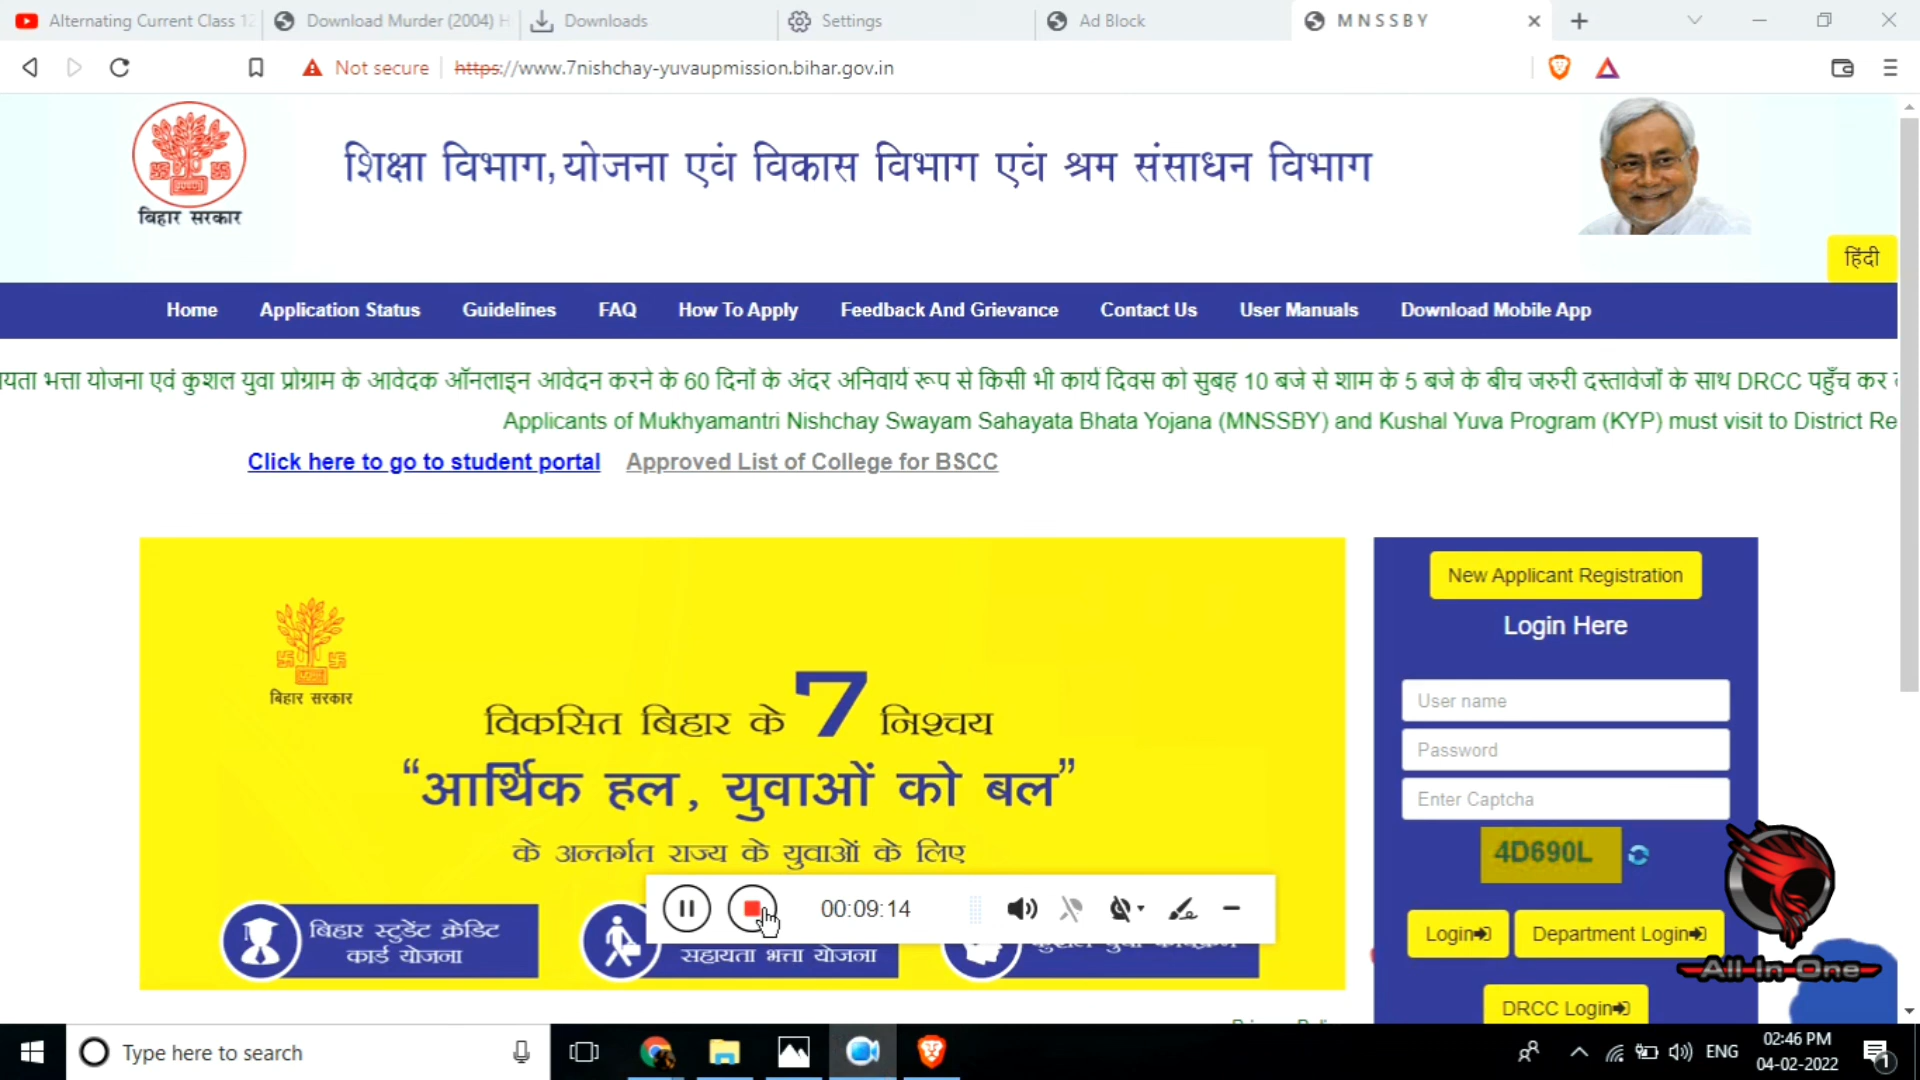 Alternating Current Class 12
Download Murder (2004) H
Downloads
Settings
Ad Block
M N S S B Y
Not secure
https://www.7nishchay-yuvaupmission.bihar.gov.in
बिहार सरकार
शिक्षा विभाग,योजना एवं विकास विभाग एवं श्रम संसाधन विभाग
हिंदी
Home Application Status Guidelines FAQ How To Apply Feedback And Grievance Contact Us User Manuals Download Mobile App
यता भत्ता योजना एवं कुशल युवा प्रोग्राम के आवेदक ऑनलाइन आवेदन करने के 60 दिनों के अंदर अनिवार्य रूप से किसी भी कार्य दिवस को सुबह 10 बजे से शाम के 5 बजे के बीच जरुरी दस्तावेजों के साथ DRCC पहुँच कर
Applicants of Mukhyamantri Nishchay Swayam Sahayata Bhata Yojana (MNSSBY) and Kushal Yuva Program (KYP) must visit to District Re
Click here to go to student portal Approved List of College for BSCC
बिहार सरकार
विकसित बिहार के 7 निश्चय
“आर्थिक हल, युवाओं को बल”
के अन्तर्गत राज्य के युवाओं के लिए
बिहार स्टुडेंट क्रेडिट
कार्ड योजना
सहायता भत्ता योजना
00:09:14
New Applicant Registration
Login Here
User name
Password
Enter Captcha
4D690L
Login
Department Login
DRCC Login
All In One
Type here to search
ENG
02:46 PM
04-02-2022
1